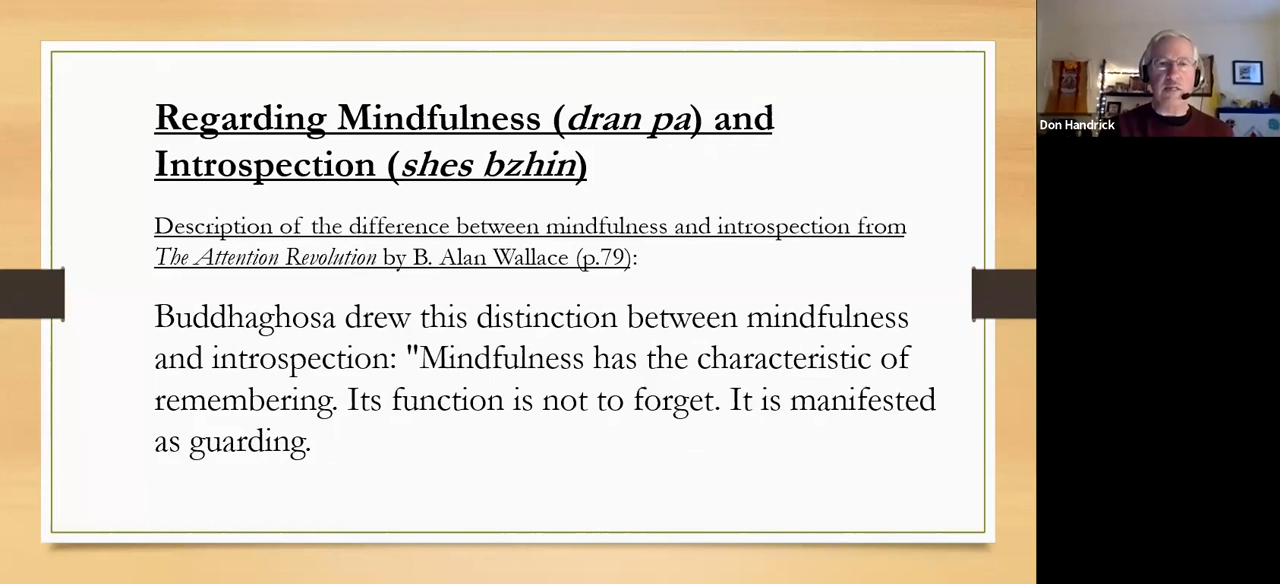 Regarding Mindfulness (dran pa) and
Introspection (shes bzhin)
Description of the difference between mindfulness and introspection from
The Attention Revolution by B. Alan Wallace (p.79):
Buddhaghosa drew this distinction between mindfulness
and introspection: "Mindfulness has the characteristic of
remembering. Its function is not to forget. It is manifested
as guarding.
Don Handrick